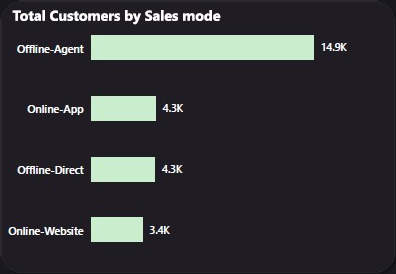 Total Customers by Sales mode
Offline-Agent 14.9K
Online-App 4.3K
Offline-Direct 4.3K
Online-Website 3.4K